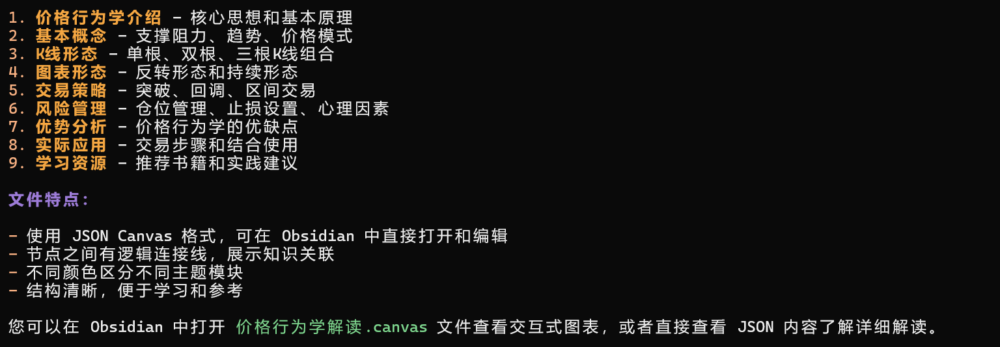 1. 价格行为学介绍 - 核心思想和基本原理
2. 基本概念 - 支撑阻力、趋势、价格模式
3. K线形态 - 单根、双根、三根K线组合
4. 图表形态 - 反转形态和持续形态
5. 交易策略 - 突破、回调、区间交易
6. 风险管理 - 仓位管理、止损设置、心理因素
7. 优势分析 - 价格行为学的优缺点
8. 实际应用 - 交易步骤和结合使用
9. 学习资源 - 推荐书籍和实践建议
文件特点：
- 使用 JSON Canvas 格式，可在 Obsidian 中直接打开和编辑
- 节点之间有逻辑连接线，展示知识关联
- 不同颜色区分不同主题模块
- 结构清晰，便于学习和参考
您可以在 Obsidian 中打开 价格行为学解读.canvas 文件查看交互式图表，或者直接查看 JSON 内容了解详细解读。